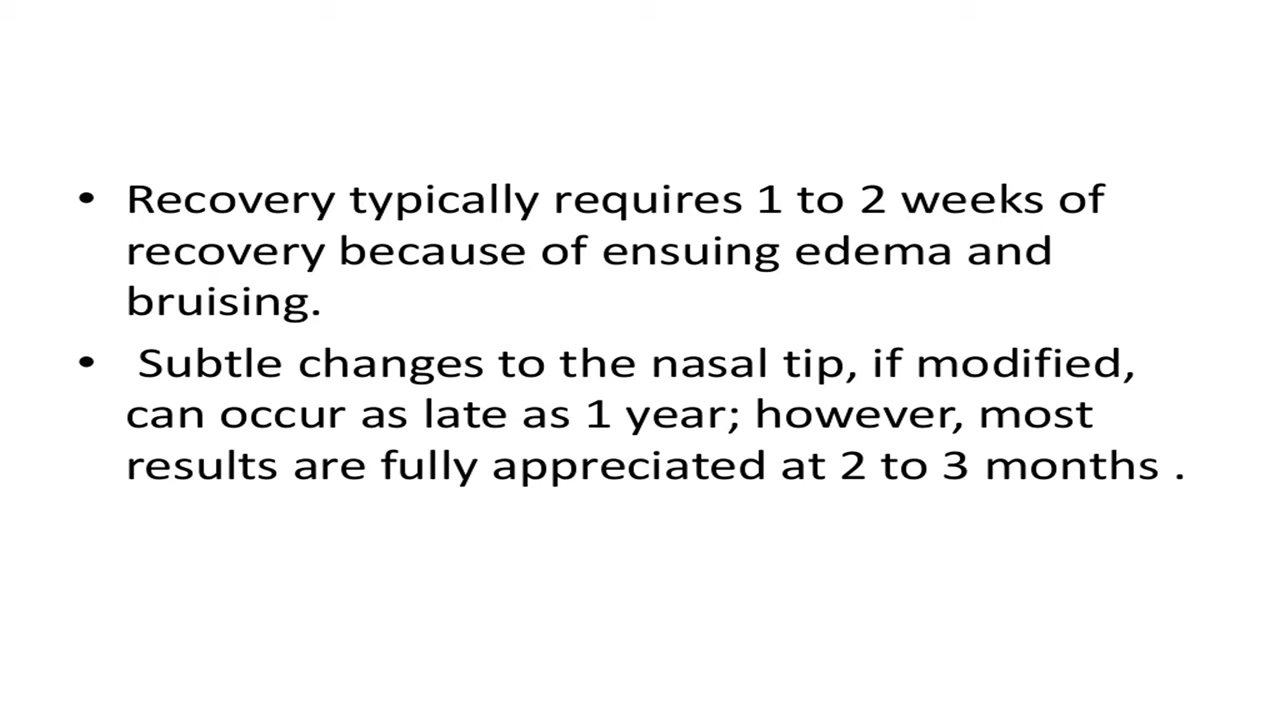 • Recovery typically requires 1 to 2 weeks of
recovery because of ensuing edema and
bruising.
• Subtle changes to the nasal tip, if modified,
can occur as late as 1 year; however, most
results are fully appreciated at 2 to 3 months .